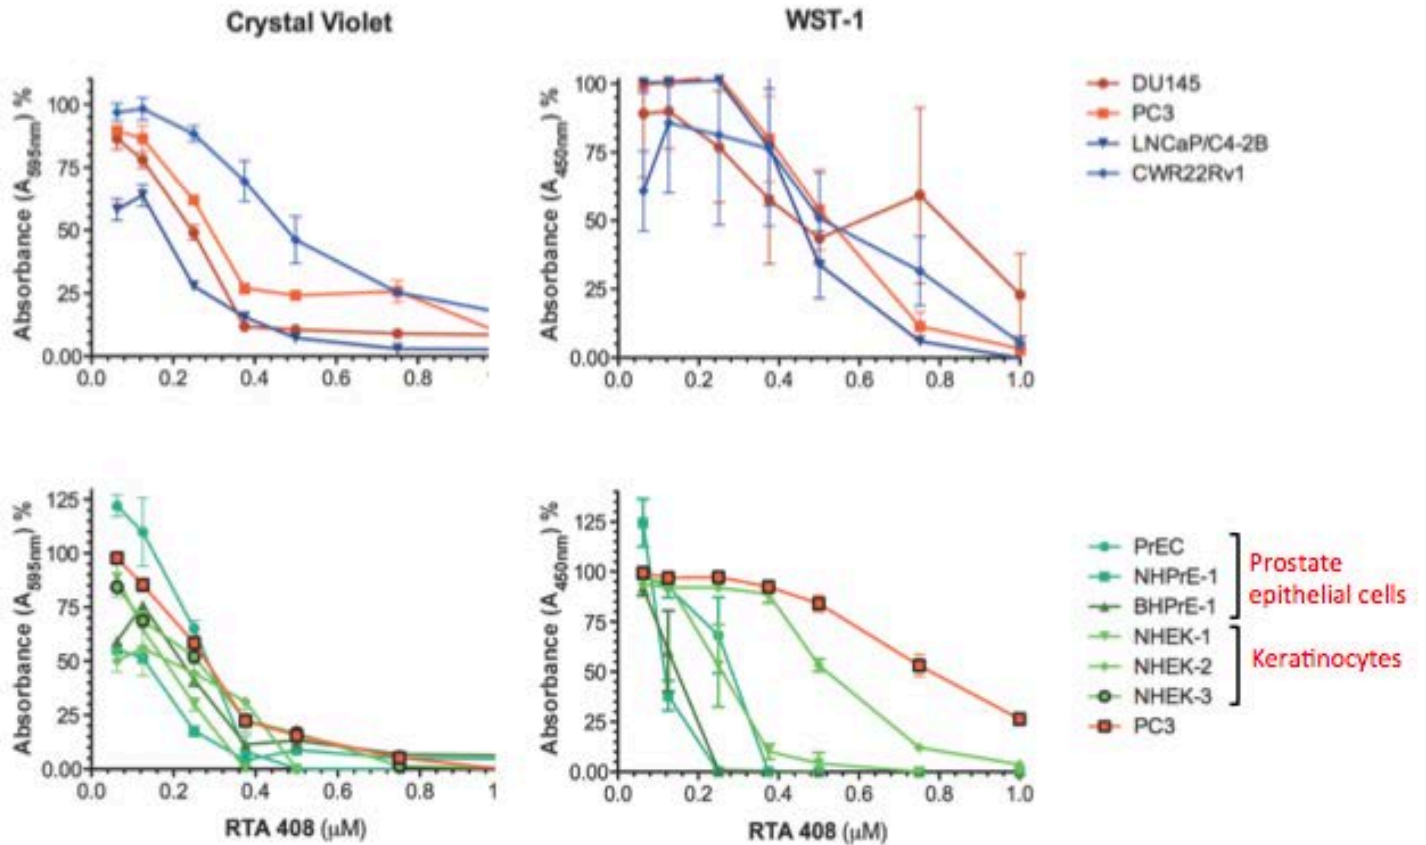 Crystal Violet
WST-1
Absorbance (A595nm) %
100
75
50
25
0.00
0.0 0.2 0.4 0.6 0.8
Absorbance (A450nm) %
100
75
50
25
0.00
0.0 0.2 0.4 0.6 0.8 1.0
DU145
PC3
LNCaP/C4-2B
CWR22Rv1
Absorbance (A595nm) %
125
100
75
50
25
0.00
0.0 0.2 0.4 0.6 0.8 1
RTA 408 (μM)
Absorbance (A450nm) %
125
100
75
50
25
0.00
0.0 0.2 0.4 0.6 0.8 1.0
RTA 408 (μM)
PrEC
NHPrE-1
BHPrE-1
NHEK-1
NHEK-2
NHEK-3
PC3
Prostate
epithelial cells
Keratinocytes